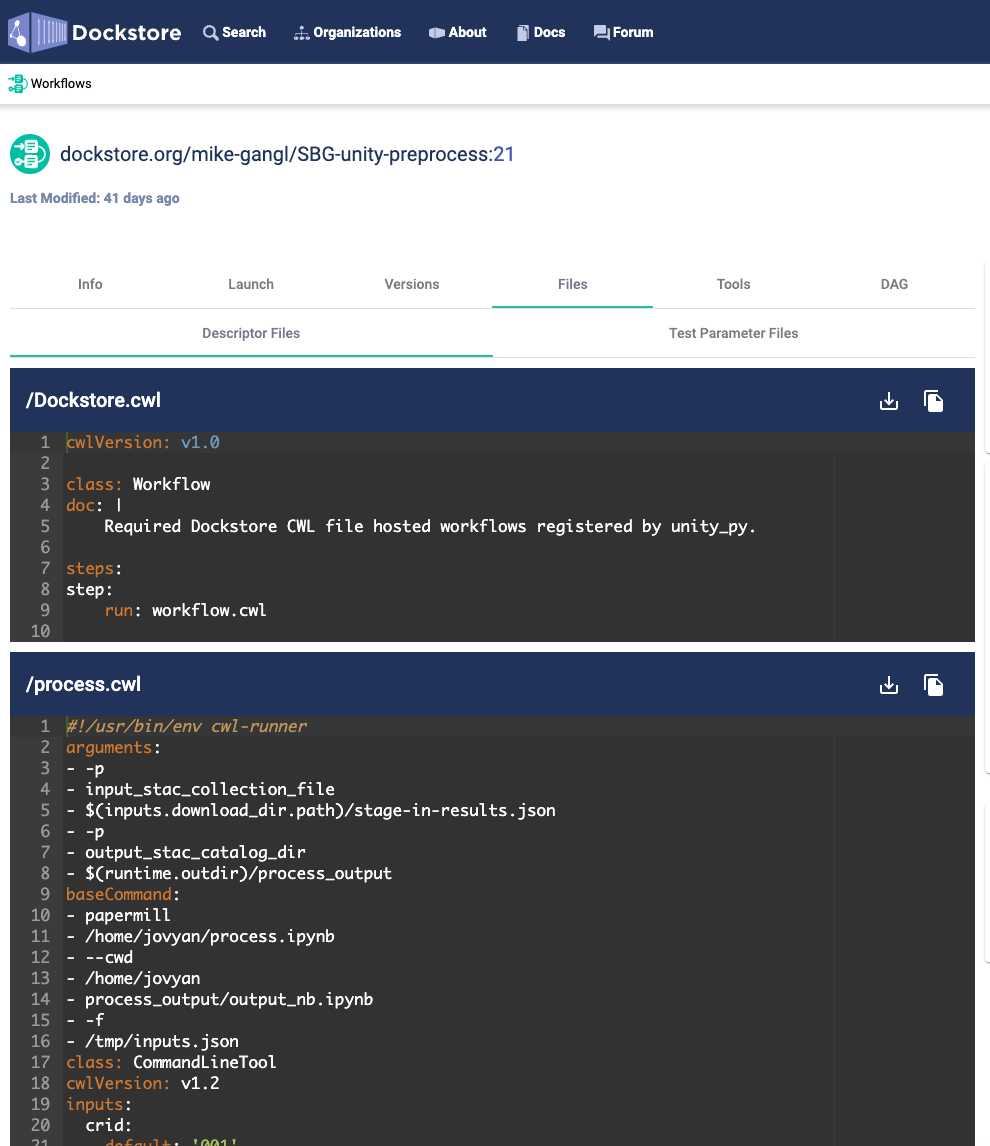 Dockstore Search Organizations About Docs Forum
Workflows
dockstore.org/mike-gangl/SBG-unity-preprocess:21
Last Modified: 41 days ago
Info Launch Versions Files Tools DAG
Descriptor Files Test Parameter Files
/Dockstore.cwl
1 cwlVersion: v1.0
2
3 class: Workflow
4 doc: |
5     Required Dockstore CWL file hosted workflows registered by unity_py.
6
7 steps:
8 step:
9     run: workflow.cwl
10
/process.cwl
1 #!/usr/bin/env cwl-runner
2 arguments:
3 - -p
4 - input_stac_collection_file
5 - $(inputs.download_dir.path)/stage-in-results.json
6 - -p
7 - output_stac_catalog_dir
8 - $(runtime.outdir)/process_output
9 baseCommand:
10 - papermill
11 - /home/jovyan/process.ipynb
12 - --cwd
13 - /home/jovyan
14 - process_output/output_nb.ipynb
15 - -f
16 - /tmp/inputs.json
17 class: CommandLineTool
18 cwlVersion: v1.2
19 inputs:
20   crid:
21     default: '001'